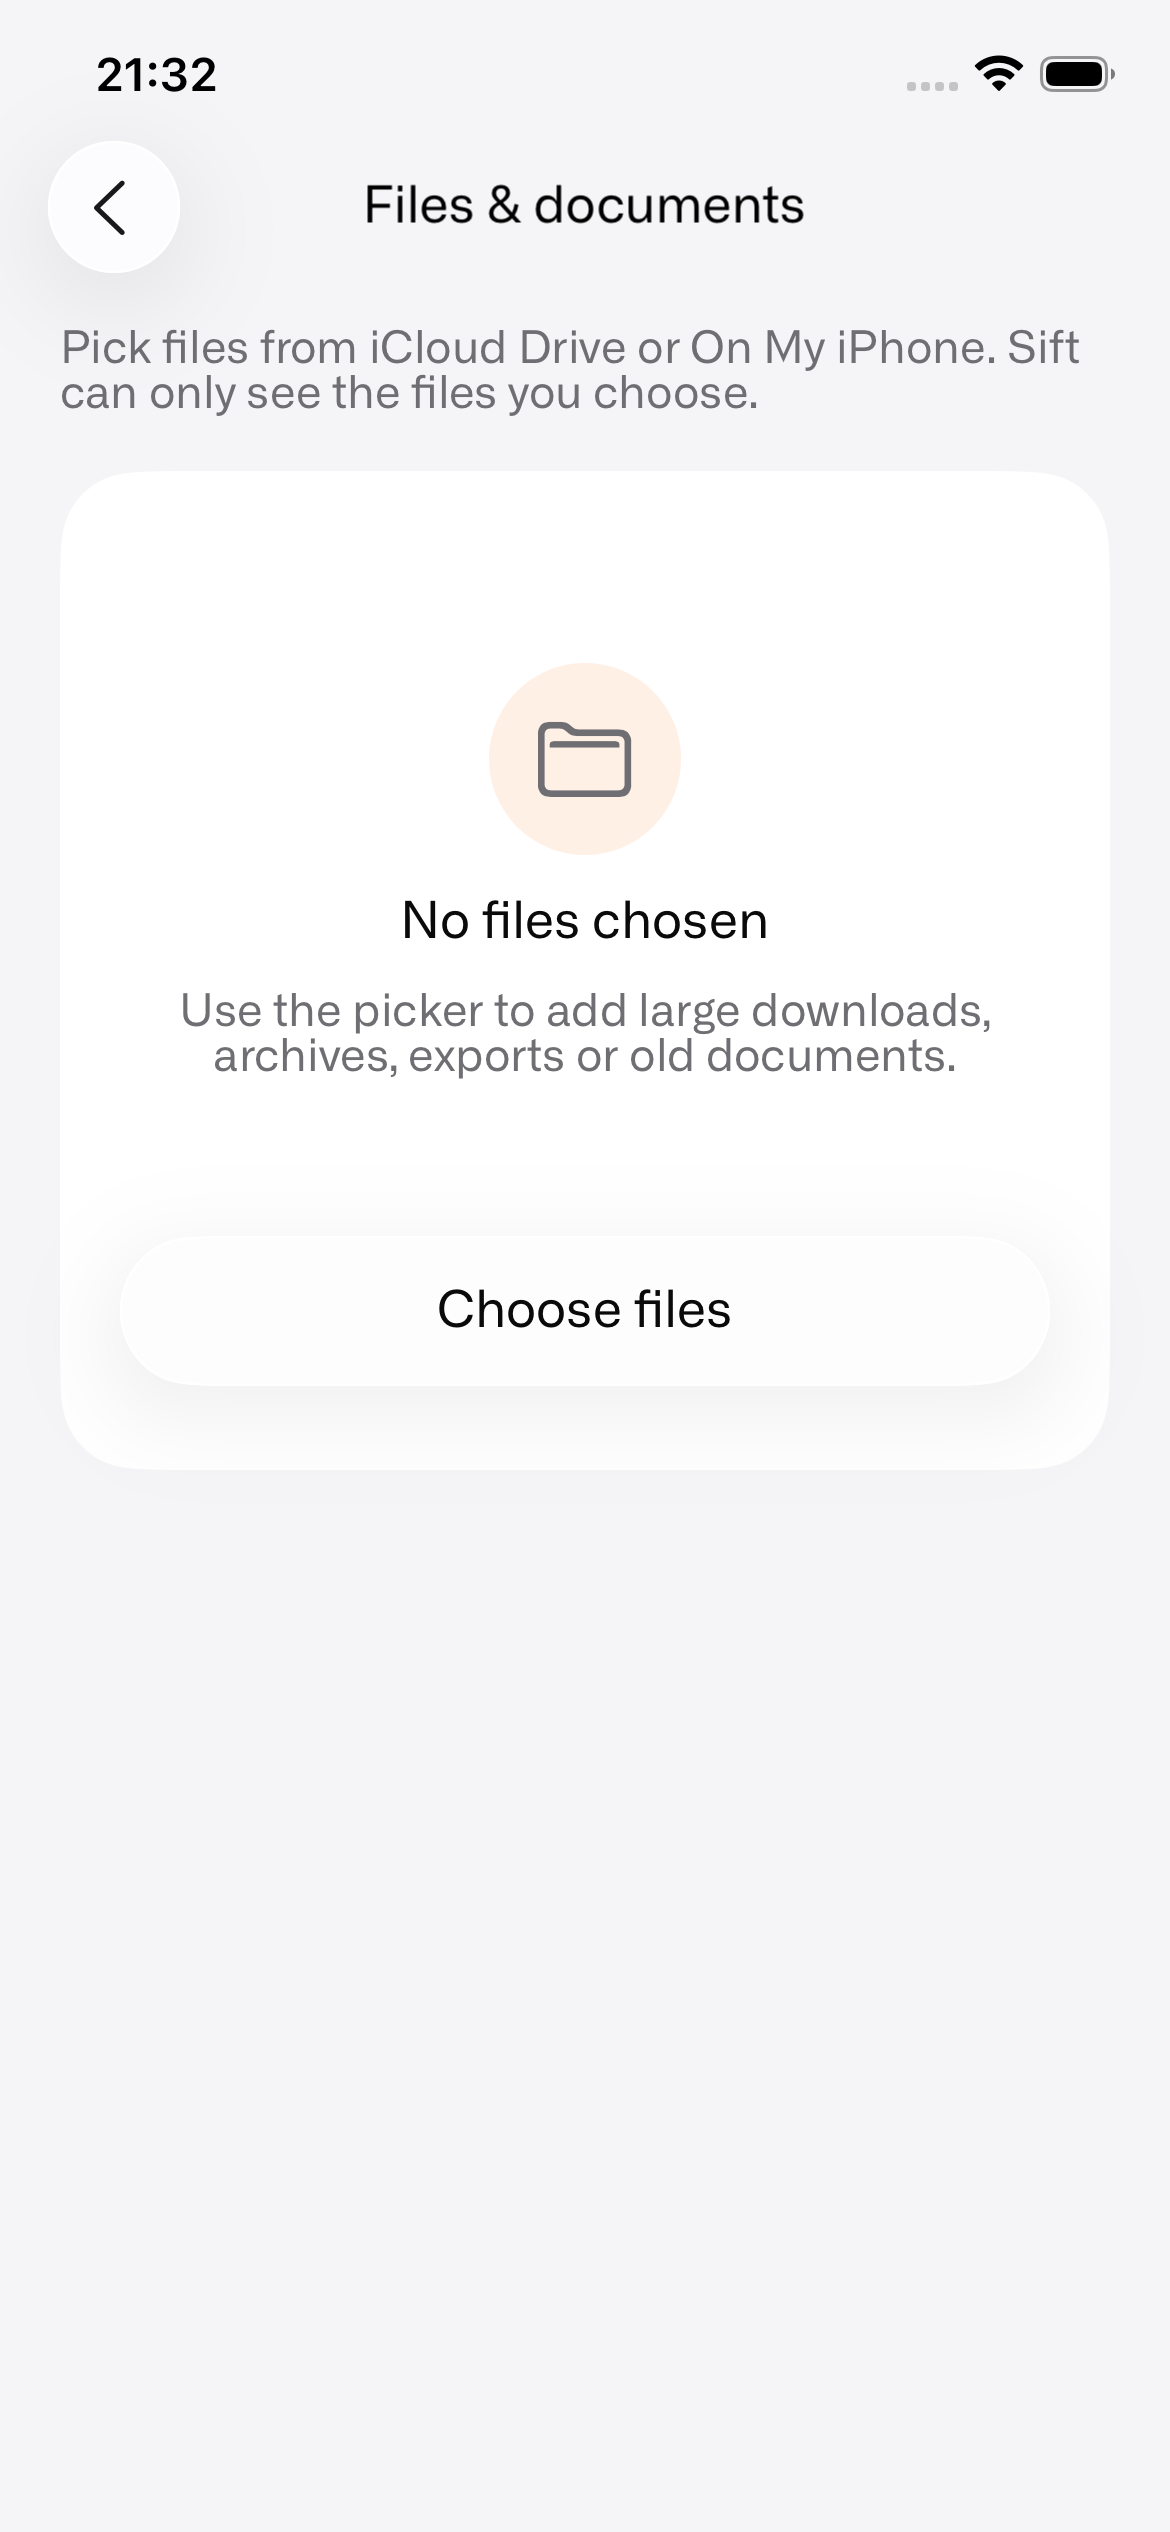 21:32
Files & documents
Pick files from iCloud Drive or On My iPhone. Sift
can only see the files you choose.
No files chosen
Use the picker to add large downloads,
archives, exports or old documents.
Choose files